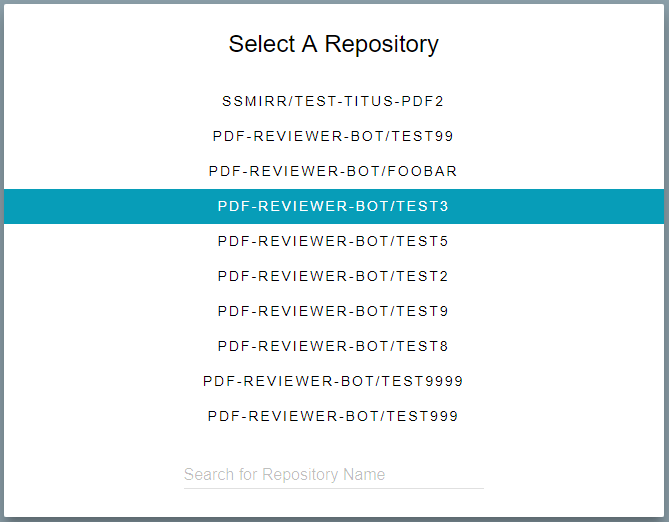 Select A Repository
SSMIRR/TEST-TITUS-PDF2
PDF-REVIEWER-BOT/TEST99
PDF-REVIEWER-BOT/FOOBAR
PDF-REVIEWER-BOT/TEST3
PDF-REVIEWER-BOT/TEST5
PDF-REVIEWER-BOT/TEST2
PDF-REVIEWER-BOT/TEST9
PDF-REVIEWER-BOT/TEST8
PDF-REVIEWER-BOT/TEST9999
PDF-REVIEWER-BOT/TEST999
Search for Repository Name